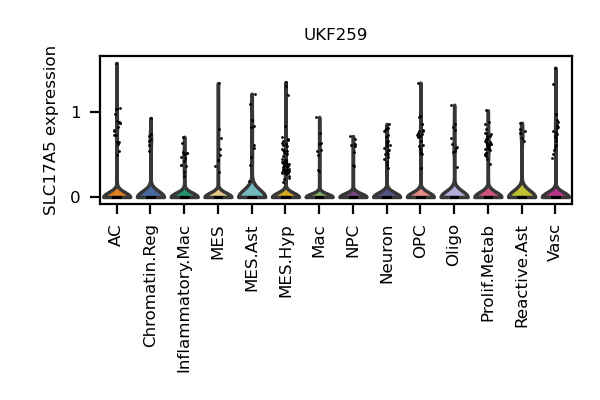 UKF259
SLC17A5 expression
1
0
AC
Chromatin.Reg
Inflammatory.Mac
MES
MES.Ast
MES.Hyp
Mac
NPC
Neuron
OPC
Oligo
Prolif.Metab
Reactive.Ast
Vasc